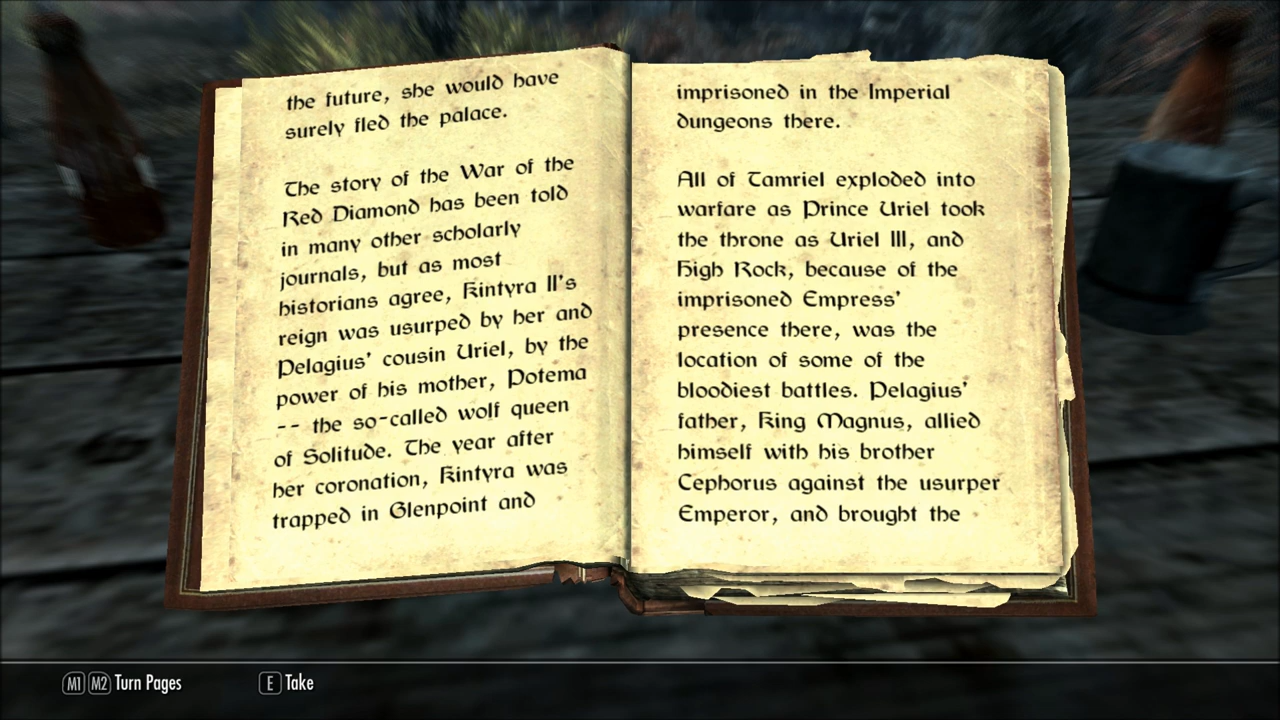 the future, she would have
surely fled the palace.
The story of the War of the
Red Diamond has been told
in many other scholarly
journals, but as most
historians agree, Kintyra II's
reign was usurped by her and
Pelagius' cousin Uriel, by the
power of his mother, Potema
-- the so-called wolf queen
of Solitude. The year after
her coronation, Kintyra was
trapped in Glenpoint and
imprisoned in the Imperial
dungeons there.
All of Tamriel exploded into
warfare as Prince Uriel took
the throne as Uriel III, and
High Rock, because of the
imprisoned Empress'
presence there, was the
location of some of the
bloodiest battles. Pelagius'
father, King Magnus, allied
himself with his brother
Cephorus against the usurper
Emperor, and brought the
M1 M2 Turn Pages
E Take